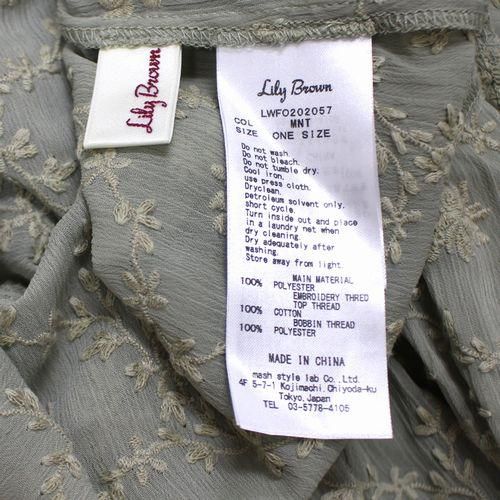 Lily Brown
Lily Brown
LWFO202057
COL MNT
SIZE ONE SIZE
Do not wash.
Do not bleach.
Do not tumble dry.
Cool iron.
use press cloth.
Dryclean.
petroleum solvent only.
short cycle.
Turn inside out and place
in a laundry net when
dry cleaning.
Dry adequately after
washing.
Store away from light.
MAIN MATERIAL
100% POLYESTER
EMBROIDERY THRED
TOP THREAD
100% COTTON
BOBBIN THREAD
100% POLYESTER
MADE IN CHINA
mash style lab Co.,Ltd.
4F 5-7-1 Kojimachi,Chiyoda-ku
Tokyo,Japan
TEL 03-5778-4105